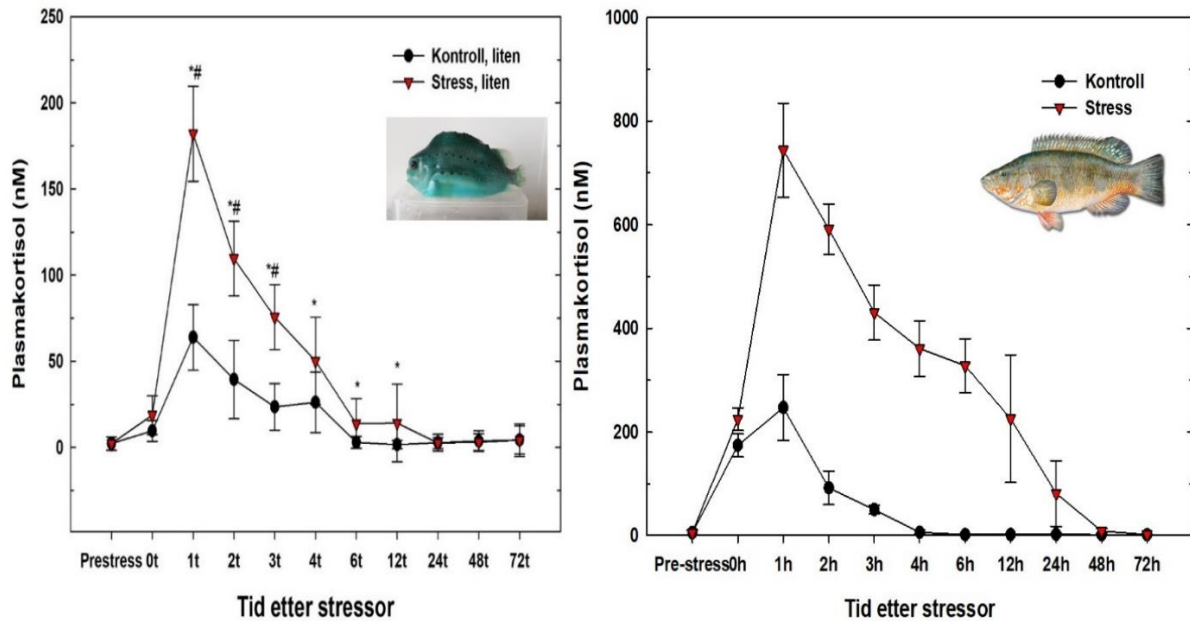 250
200
150
100
50
0
Plasmakortisol (nM)
Kontroll, liten
Stress, liten
*#
*#
*#
*
*
*
Prestress 0t 1t 2t 3t 4t 6t 12t 24t 48t 72t
Tid etter stressor
1000
800
600
400
200
0
Plasmakortisol (nM)
Kontroll
Stress
Pre-stress 0h 1h 2h 3h 4h 6h 12h 24h 48h 72h
Tid etter stressor